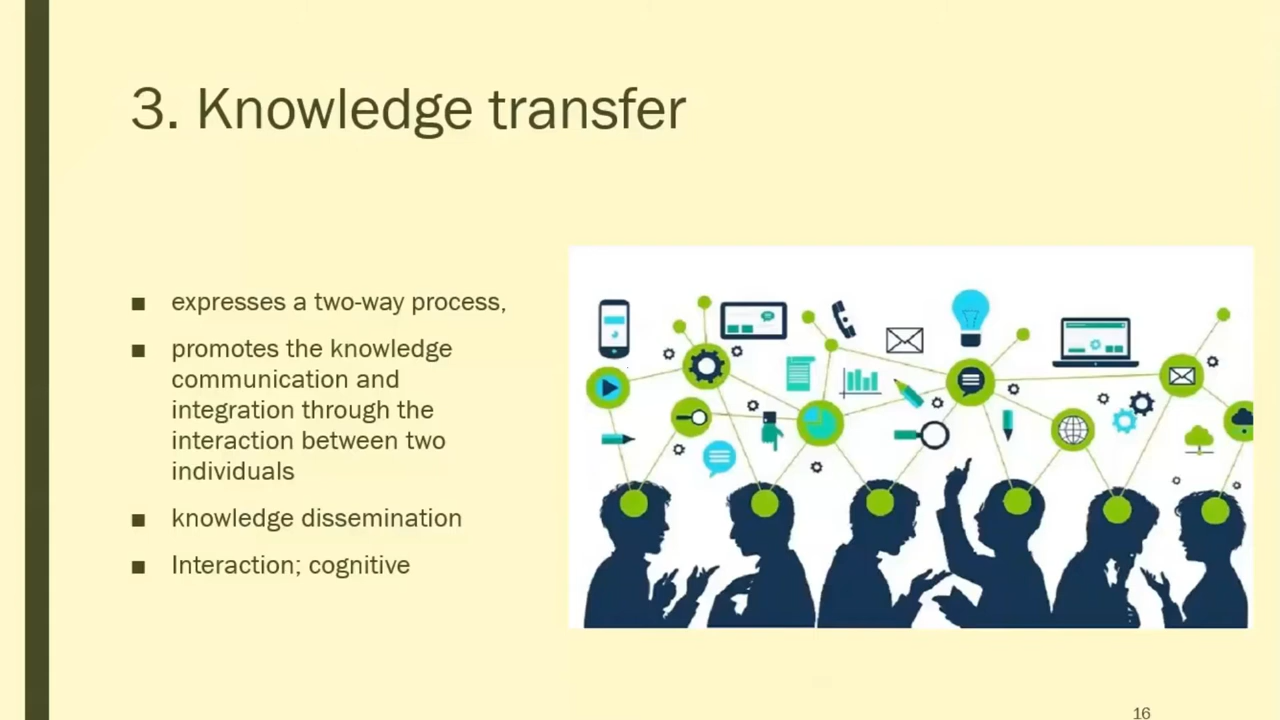 3. Knowledge transfer
■ expresses a two-way process,
■ promotes the knowledge
communication and
integration through the
interaction between two
individuals
■ knowledge dissemination
■ Interaction; cognitive
16